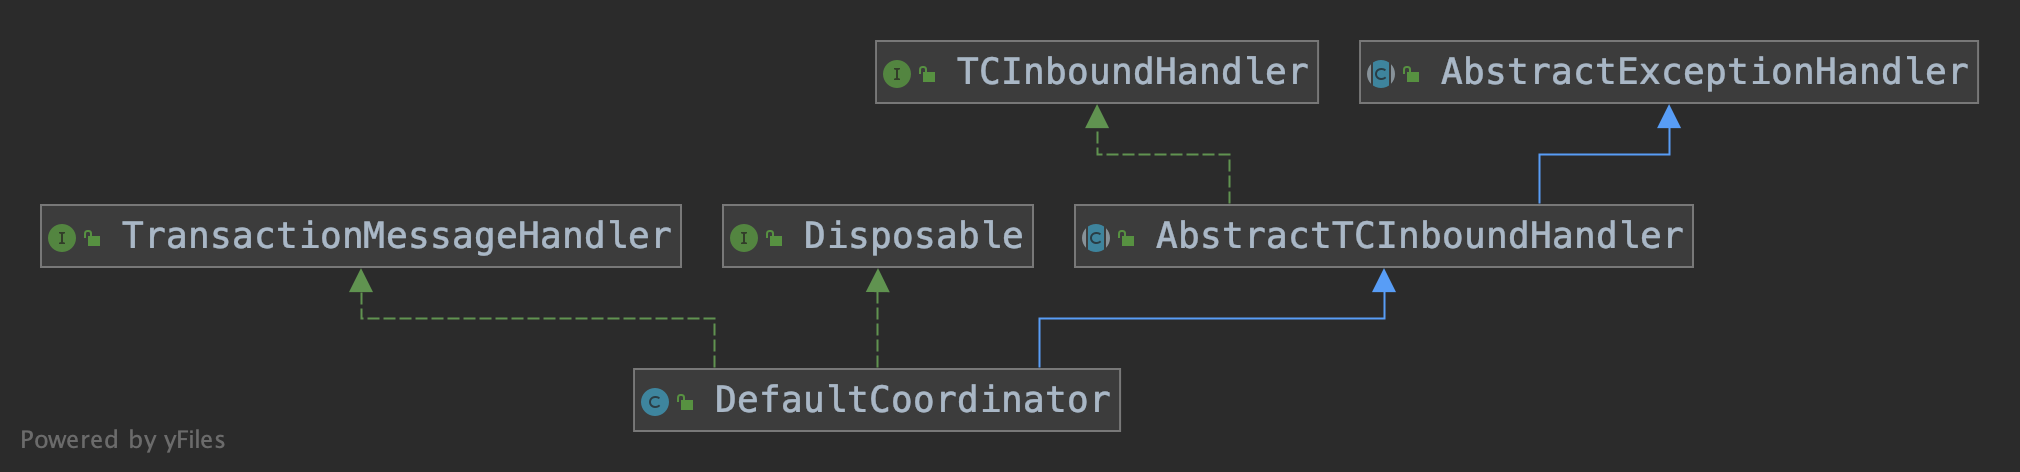 TCInboundHandler
AbstractExceptionHandler
TransactionMessageHandler
Disposable
AbstractTCInboundHandler
DefaultCoordinator
Powered by yFiles